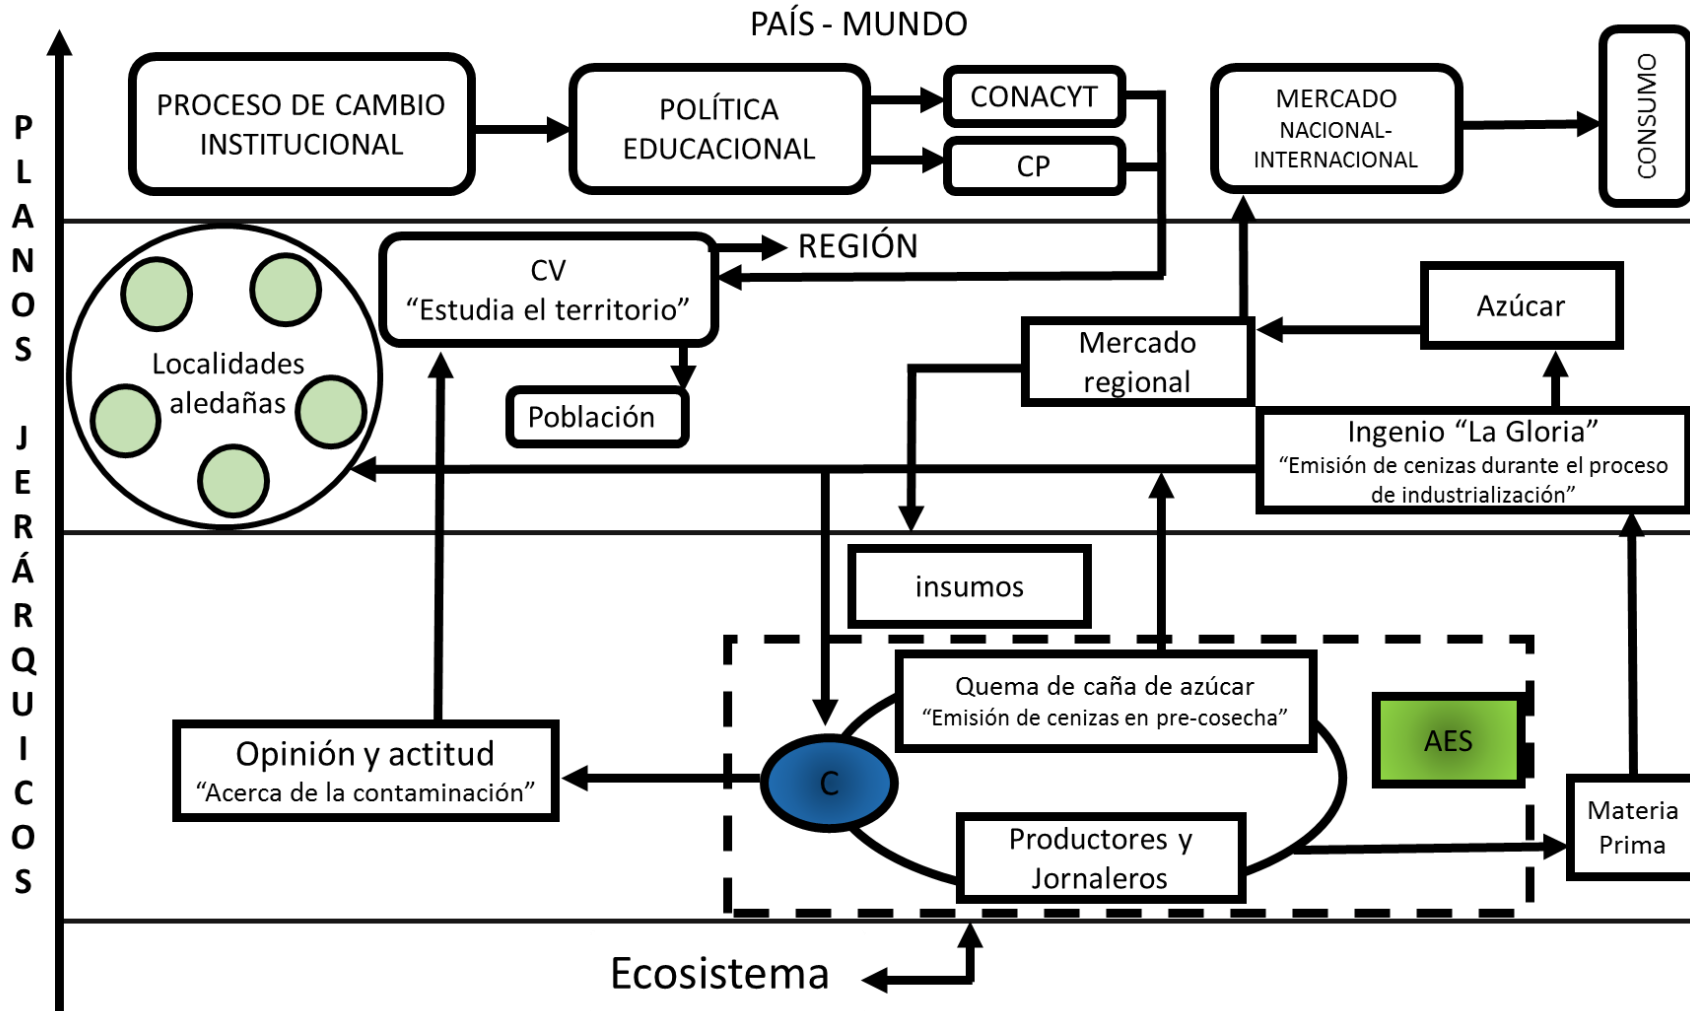 PAÍS - MUNDO
PLANOS JERÁRQUICOS
PROCESO DE CAMBIO
INSTITUCIONAL
POLÍTICA
EDUCACIONAL
CONACYT
CP
MERCADO
NACIONAL-
INTERNACIONAL
CONSUMO
CV
“Estudia el territorio”
REGIÓN
Población
Localidades
aledañas
Mercado
regional
Azúcar
Ingenio “La Gloria”
“Emisión de cenizas durante el proceso
de industrialización”
insumos
Quema de caña de azúcar
“Emisión de cenizas en pre-cosecha”
AES
Opinión y actitud
“Acerca de la contaminación”
C
Productores y
Jornaleros
Materia
Prima
Ecosistema